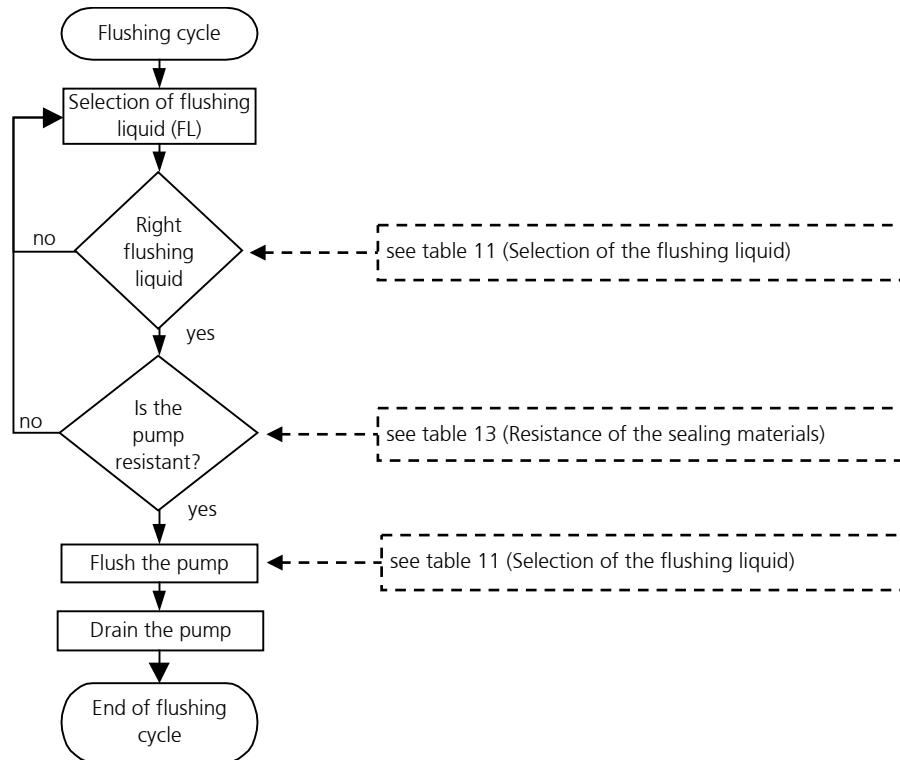 Flushing cycle
Selection of flushing
liquid (FL)
Right
flushing
liquid
no
see table 11 (Selection of the flushing liquid)
yes
Is the
pump
resistant?
no
see table 13 (Resistance of the sealing materials)
yes
Flush the pump
see table 11 (Selection of the flushing liquid)
Drain the pump
End of flushing
cycle